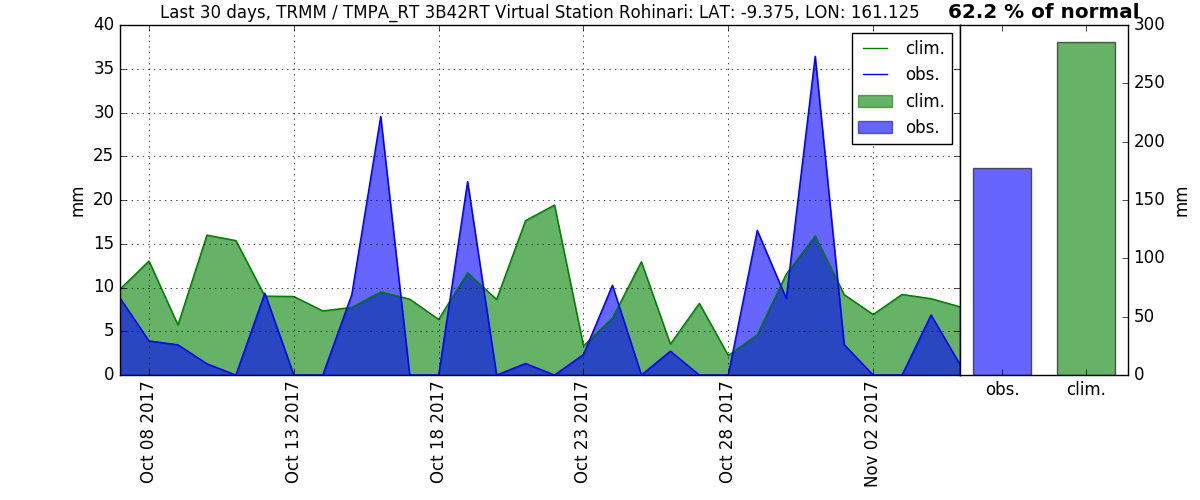 Last 30 days, TRMM / TMPA_RT 3B42RT Virtual Station Rohinari: LAT: -9.375, LON: 161.125
62.2 % of normal
40
35
30
25
20
15
10
5
0
mm
clim.
obs.
clim.
obs.
Oct 08 2017
Oct 13 2017
Oct 18 2017
Oct 23 2017
Oct 28 2017
Nov 02 2017
300
250
200
150
100
50
0
mm
obs.
clim.